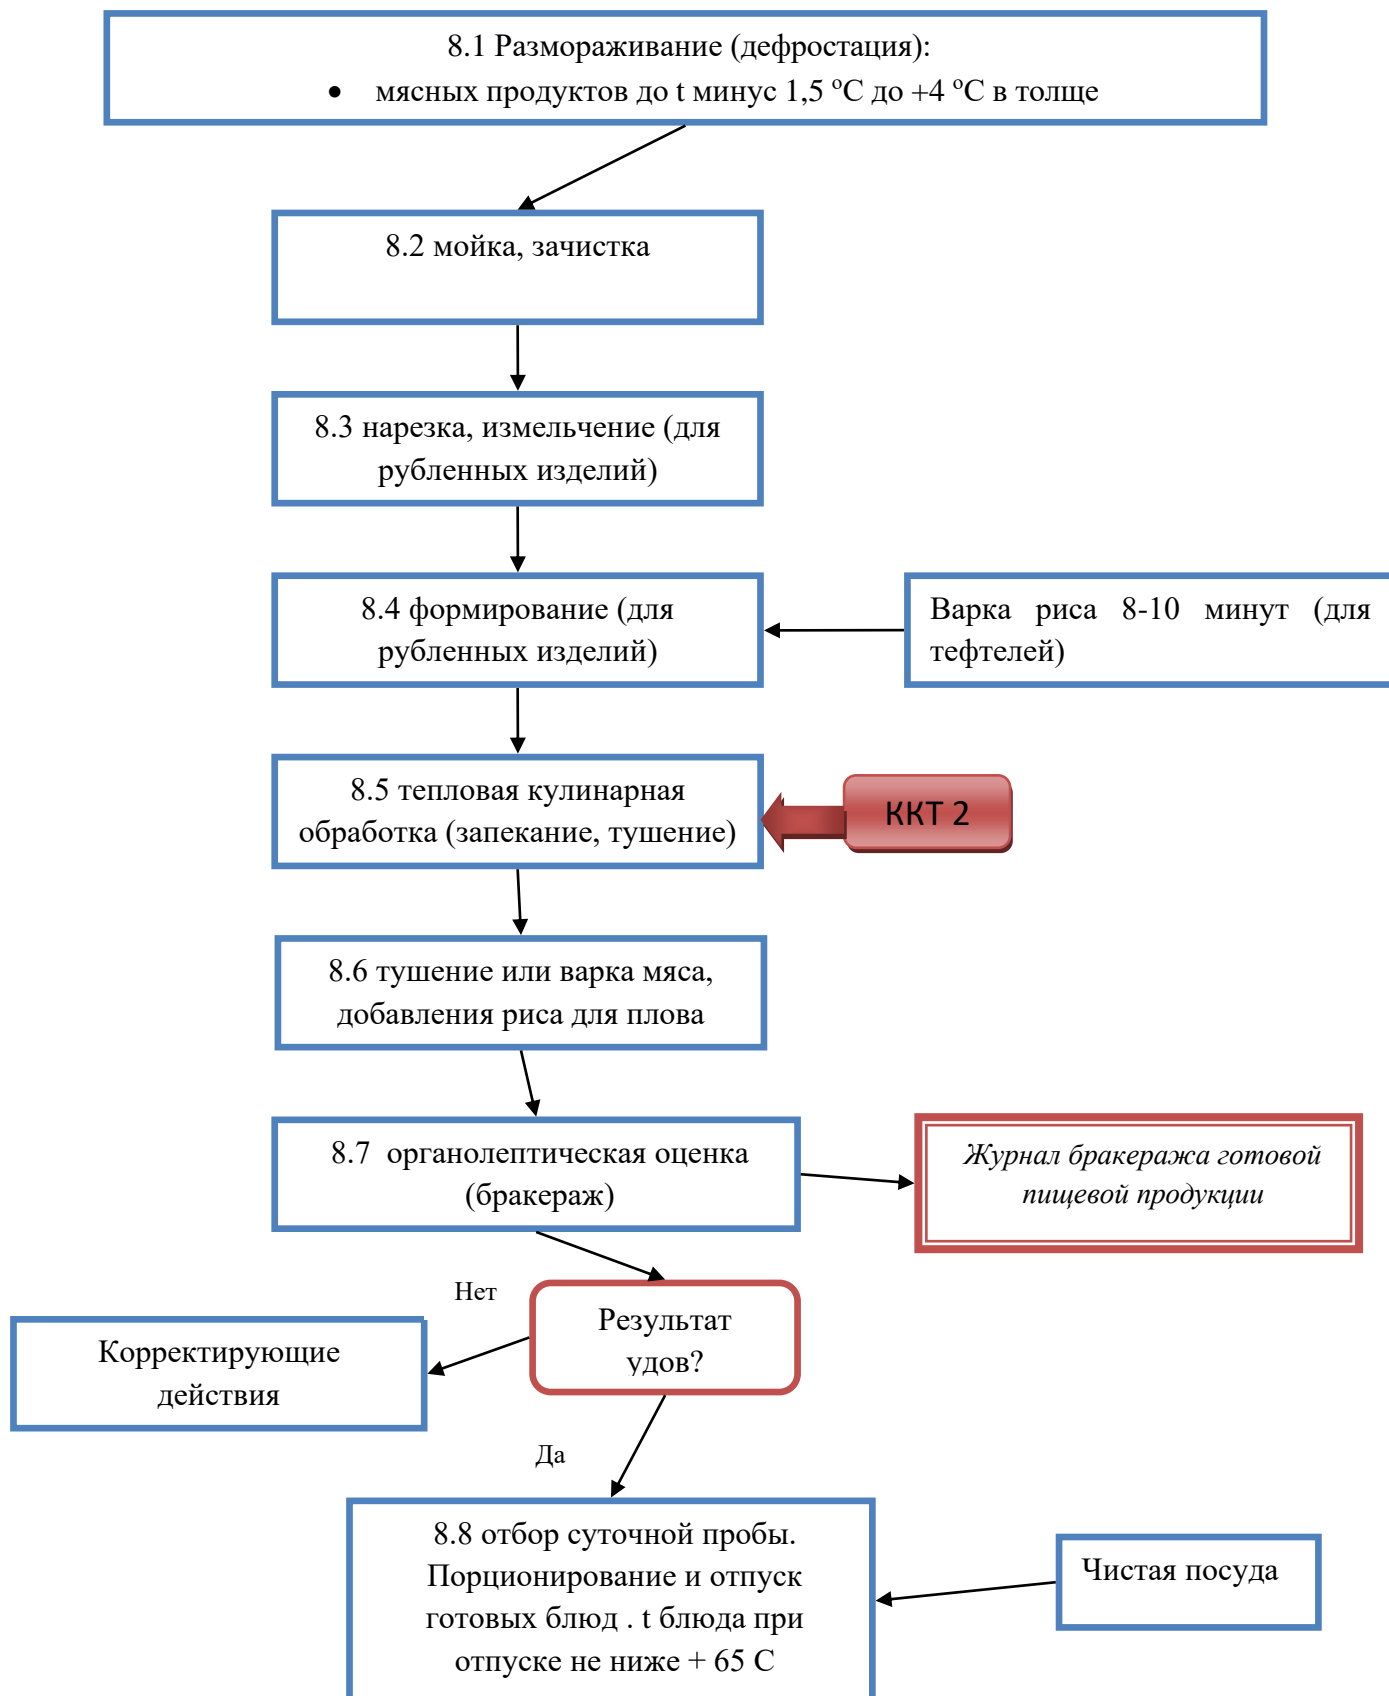 8.1 Размораживание (дефростация):
• мясных продуктов до t минус 1,5 ºС до +4 ºС в толще
8.2 мойка, зачистка
8.3 нарезка, измельчение (для
рубленных изделий)
8.4 формирование (для
рубленных изделий)
Варка риса 8-10 минут (для
тефтелей)
8.5 тепловая кулинарная
обработка (запекание, тушение)
ККТ 2
8.6 тушение или варка мяса,
добавления риса для плова
8.7 органолептическая оценка
(бракераж)
Журнал бракеража готовой
пищевой продукции
Нет
Результат
удов?
Корректирующие
действия
Да
8.8 отбор суточной пробы.
Порционирование и отпуск
готовых блюд . t блюда при
отпуске не ниже + 65 С
Чистая посуда